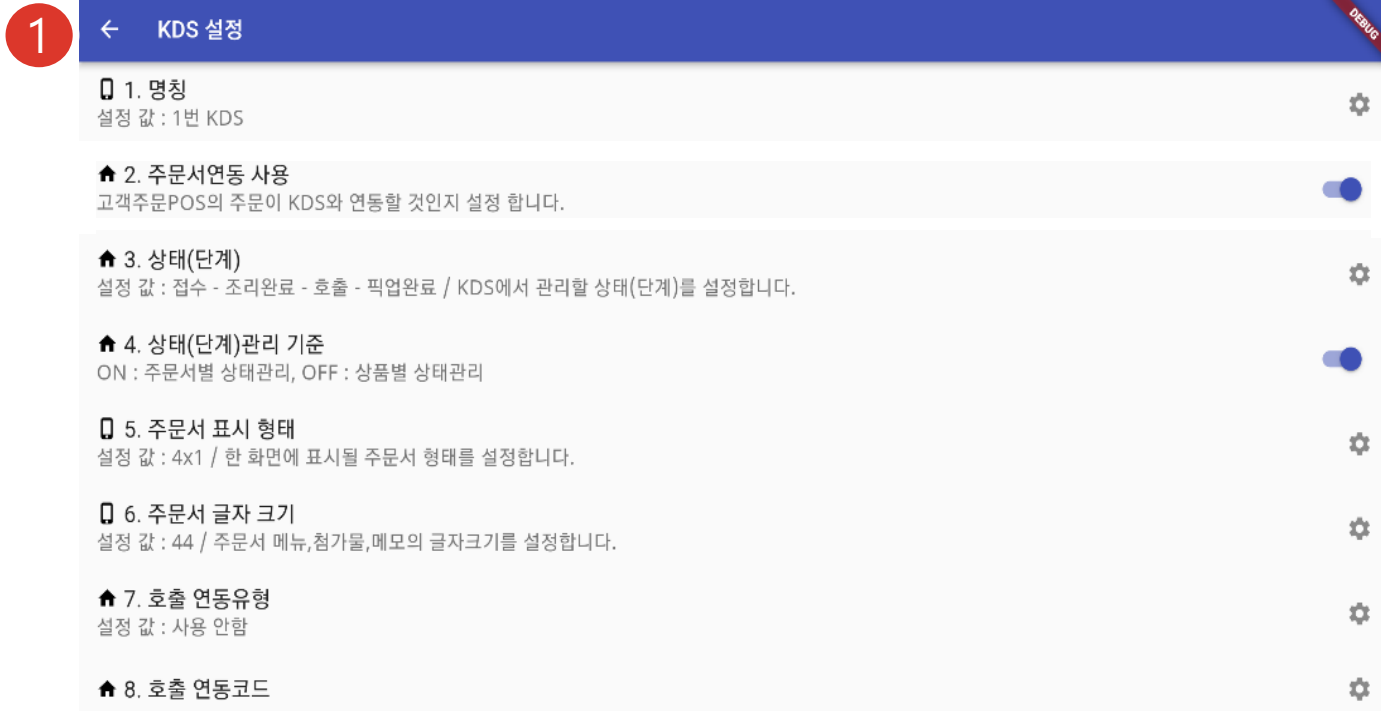 1
KDS 설정
DEBUG
1. 명칭
설정 값 : 1번 KDS
2. 주문서연동 사용
고객주문POS의 주문이 KDS와 연동할 것인지 설정 합니다.
3. 상태(단계)
설정 값 : 접수 - 조리완료 - 호출 - 픽업완료 / KDS에서 관리할 상태(단계)를 설정합니다.
4. 상태(단계)관리 기준
ON : 주문서별 상태관리, OFF : 상품별 상태관리
5. 주문서 표시 형태
설정 값 : 4x1 / 한 화면에 표시될 주문서 형태를 설정합니다.
6. 주문서 글자 크기
설정 값 : 44 / 주문서 메뉴,첨가물,메모의 글자크기를 설정합니다.
7. 호출 연동유형
설정 값 : 사용 안함
8. 호출 연동코드